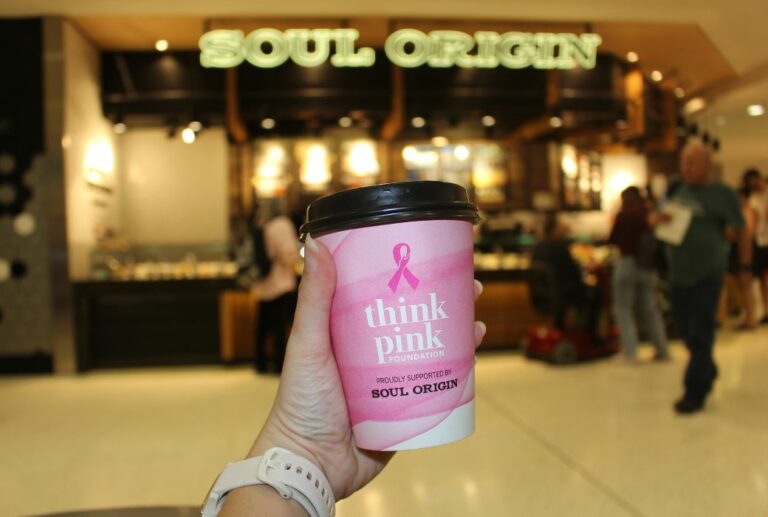 SOUL ORIGIN
think
pink
FOUNDATION
PROUDLY SUPPORTED BY
SOUL ORIGIN